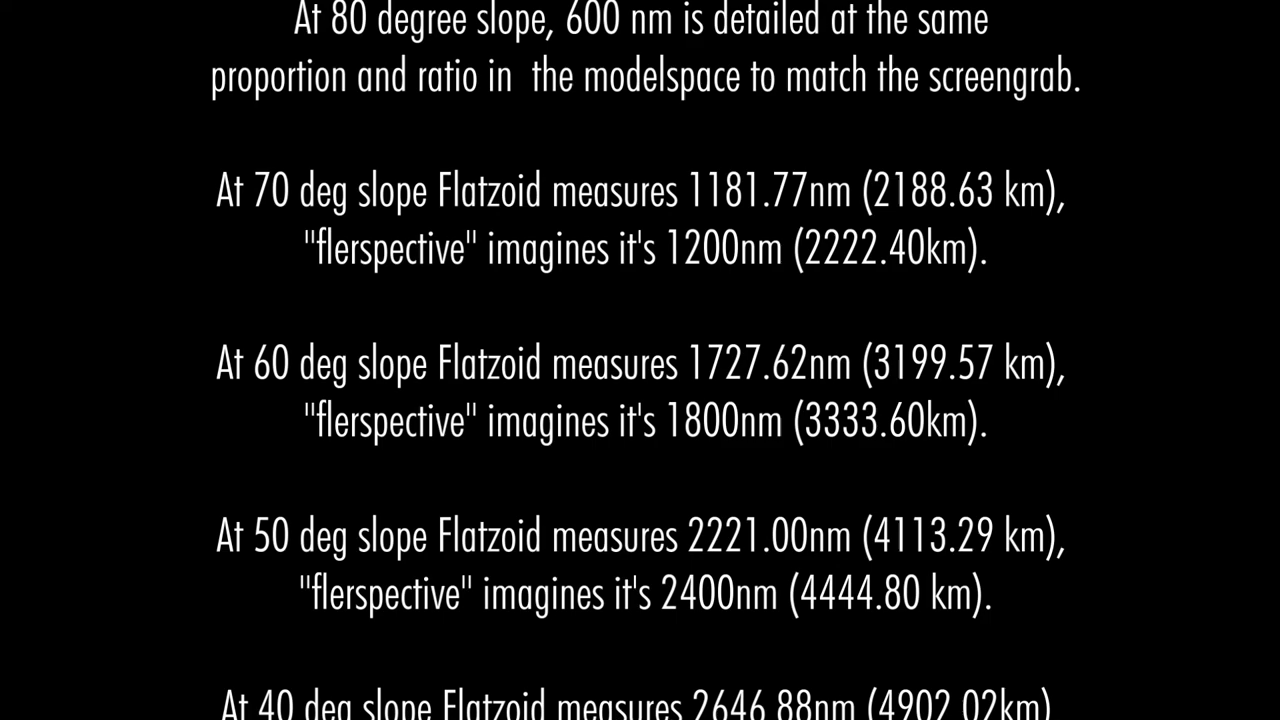 At 80 degree slope, 600 nm is detailed at the same
proportion and ratio in  the modelspace to match the screengrab.
At 70 deg slope Flatzoid measures 1181.77nm (2188.63 km),
"flerspective" imagines it's 1200nm (2222.40km).
At 60 deg slope Flatzoid measures 1727.62nm (3199.57 km),
"flerspective" imagines it's 1800nm (3333.60km).
At 50 deg slope Flatzoid measures 2221.00nm (4113.29 km),
"flerspective" imagines it's 2400nm (4444.80 km).
At 40 deg slope Flatzoid measures 2646.88nm (4902.02km)